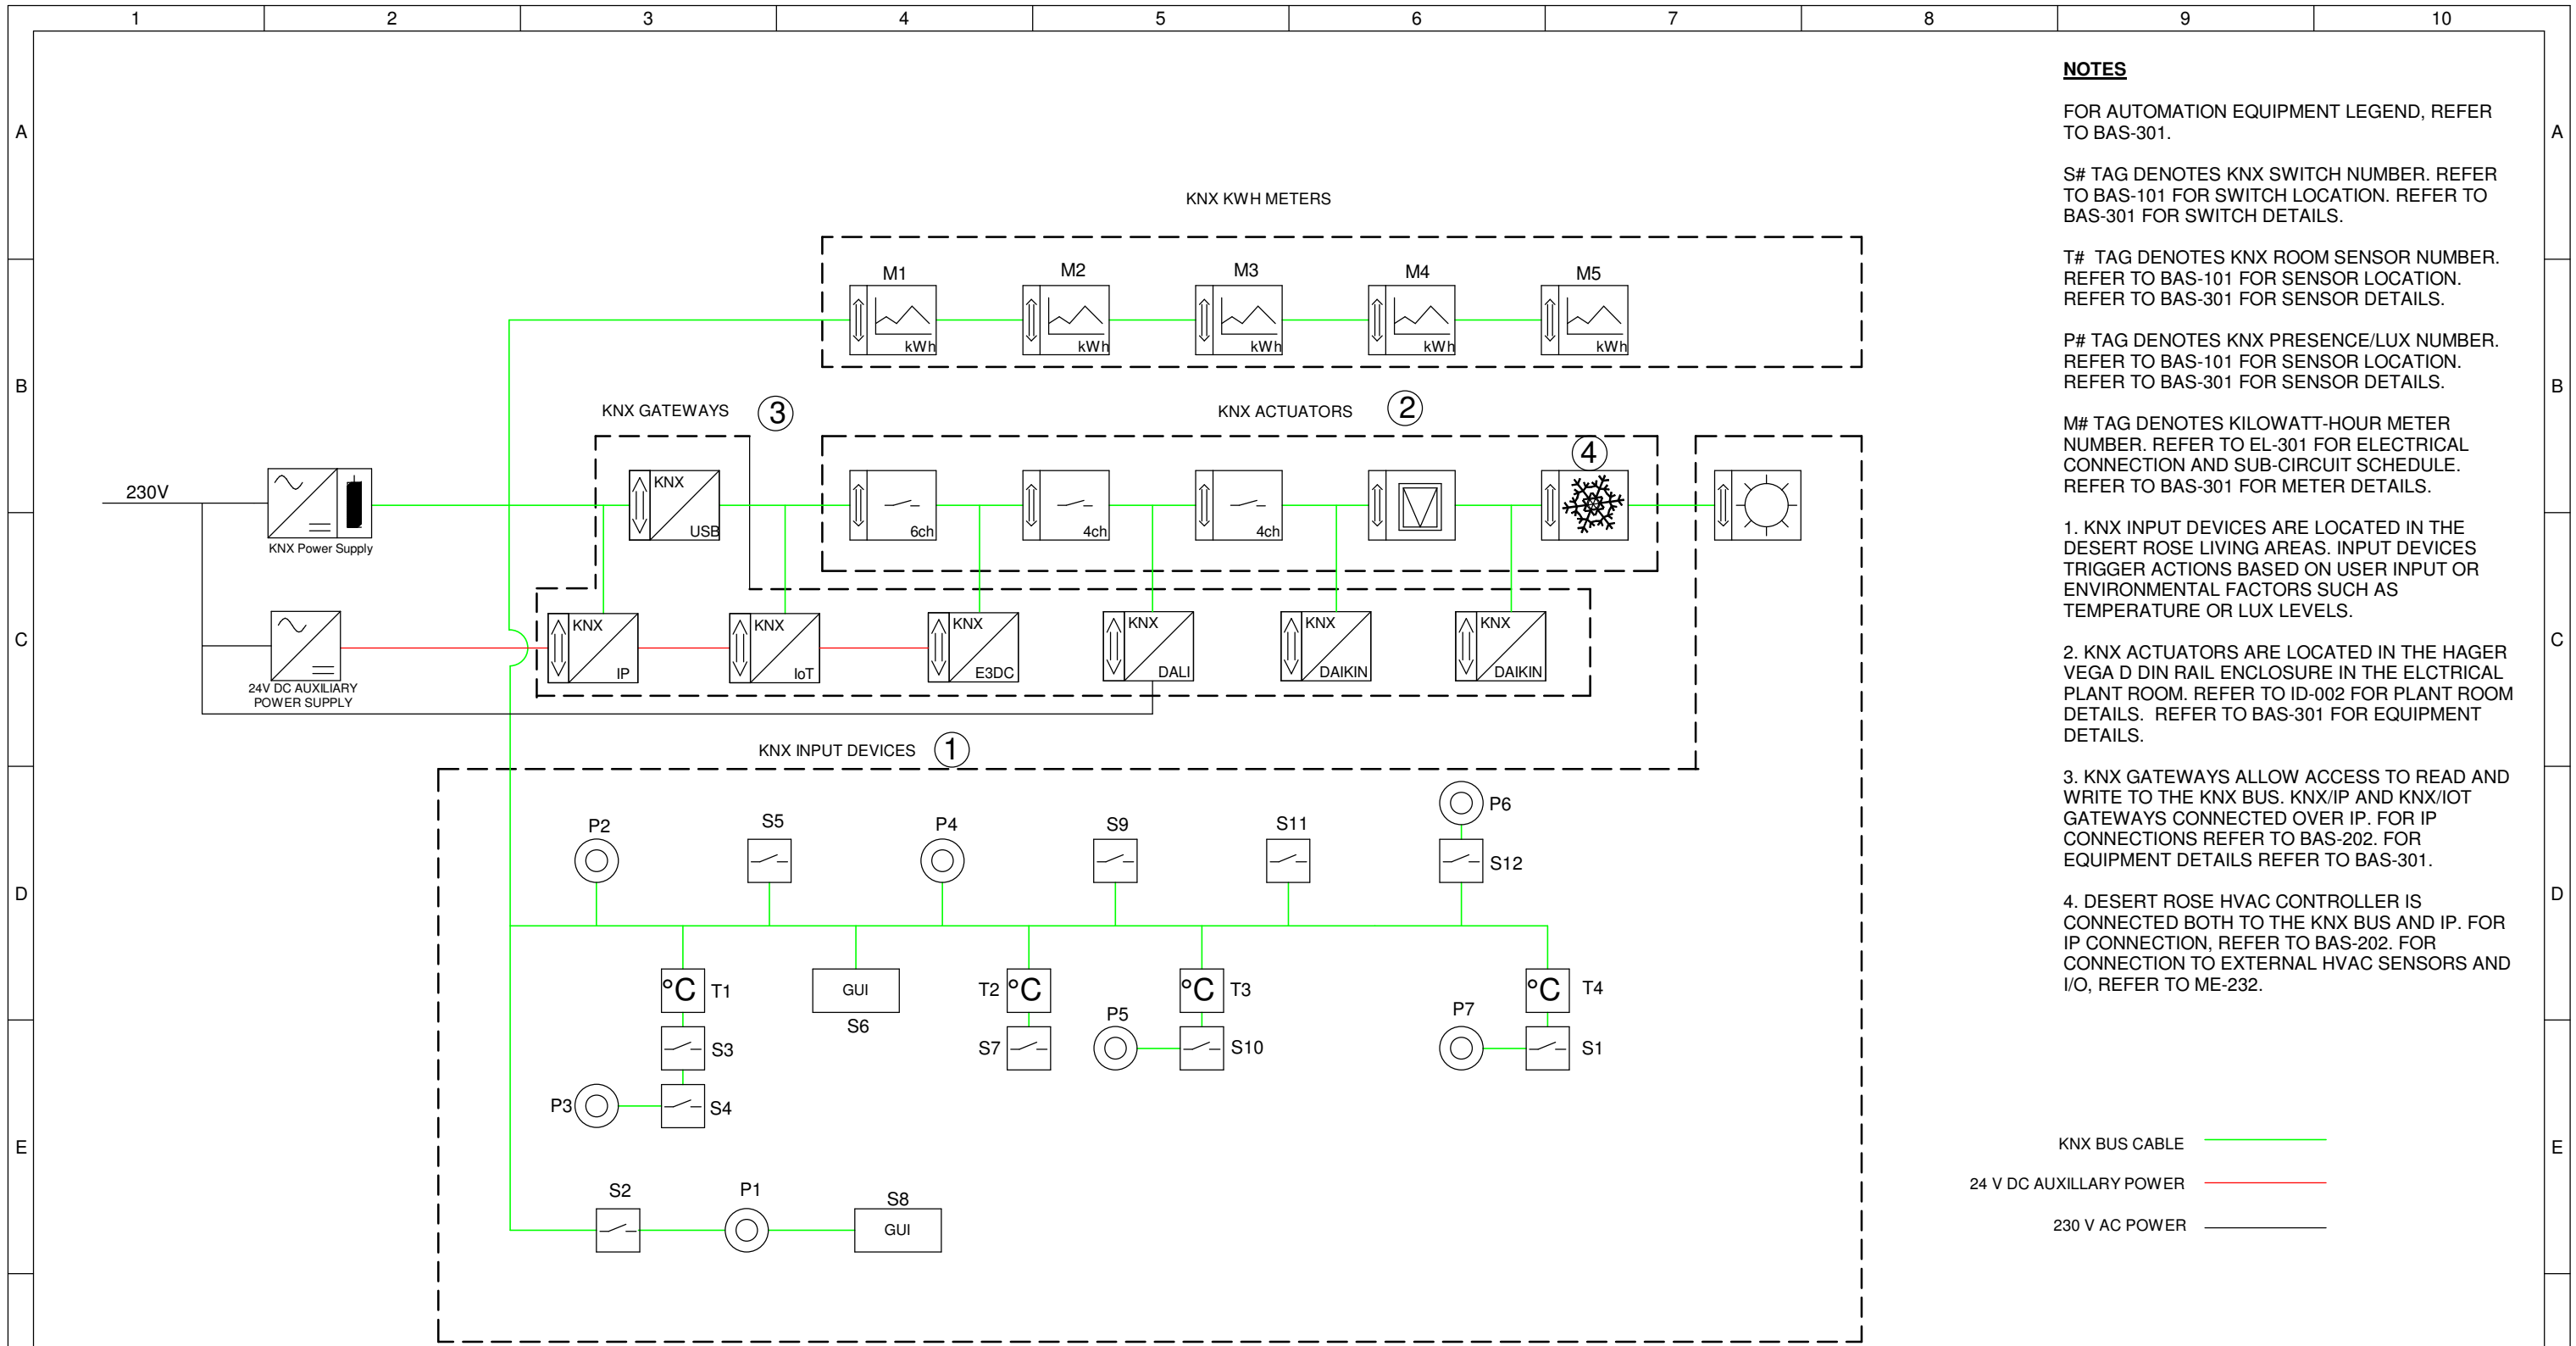 1 2 3 4 5 6 7 8 9 10
A A
B B
C C
D D
E E
NOTES
FOR AUTOMATION EQUIPMENT LEGEND, REFER
TO BAS-301.
S# TAG DENOTES KNX SWITCH NUMBER. REFER
TO BAS-101 FOR SWITCH LOCATION. REFER TO
BAS-301 FOR SWITCH DETAILS.
T# TAG DENOTES KNX ROOM SENSOR NUMBER.
REFER TO BAS-101 FOR SENSOR LOCATION.
REFER TO BAS-301 FOR SENSOR DETAILS.
P# TAG DENOTES KNX PRESENCE/LUX NUMBER.
REFER TO BAS-101 FOR SENSOR LOCATION.
REFER TO BAS-301 FOR SENSOR DETAILS.
M# TAG DENOTES KILOWATT-HOUR METER
NUMBER. REFER TO EL-301 FOR ELECTRICAL
CONNECTION AND SUB-CIRCUIT SCHEDULE.
REFER TO BAS-301 FOR METER DETAILS.
1. KNX INPUT DEVICES ARE LOCATED IN THE
DESERT ROSE LIVING AREAS. INPUT DEVICES
TRIGGER ACTIONS BASED ON USER INPUT OR
ENVIRONMENTAL FACTORS SUCH AS
TEMPERATURE OR LUX LEVELS.
2. KNX ACTUATORS ARE LOCATED IN THE HAGER
VEGA D DIN RAIL ENCLOSURE IN THE ELCTRICAL
PLANT ROOM. REFER TO ID-002 FOR PLANT ROOM
DETAILS. REFER TO BAS-301 FOR EQUIPMENT
DETAILS.
3. KNX GATEWAYS ALLOW ACCESS TO READ AND
WRITE TO THE KNX BUS. KNX/IP AND KNX/IOT
GATEWAYS CONNECTED OVER IP. FOR IP
CONNECTIONS REFER TO BAS-202. FOR
EQUIPMENT DETAILS REFER TO BAS-301.
4. DESERT ROSE HVAC CONTROLLER IS
CONNECTED BOTH TO THE KNX BUS AND IP. FOR
IP CONNECTION, REFER TO BAS-202. FOR
CONNECTION TO EXTERNAL HVAC SENSORS AND
I/O, REFER TO ME-232.
KNX KWH METERS
M1 M2 M3 M4 M5
kWh kWh kWh kWh kWh
KNX GATEWAYS 3
KNX ACTUATORS 2
4
230V
KNX Power Supply
KNX
USB
6ch 4ch 4ch
24V DC AUXILIARY
POWER SUPPLY
KNX KNX KNX KNX KNX KNX
IP IoT E3DC DALI DAIKIN DAIKIN
KNX INPUT DEVICES 1
P6
P2 S5 P4 S9 S11
S12
°C T1
GUI
S6
T2 °C
°C T3
°C T4
S3
S7
P5
S10
P7
S1
P3
S4
S2 P1 S8
GUI
KNX BUS CABLE
24 V DC AUXILLARY POWER
230 V AC POWER